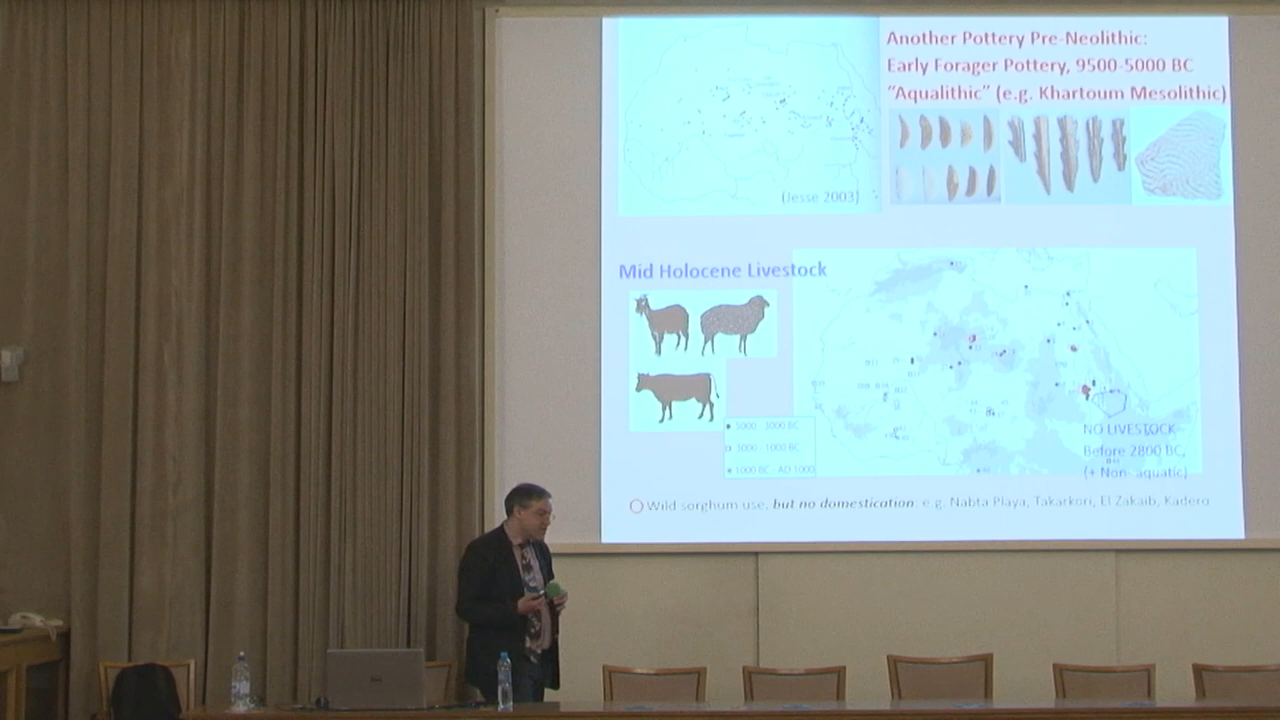 Another Pottery Pre-Neolithic:
Early Forager Pottery, 9500-5000 BC
"Aqualithic" (e.g. Khartoum Mesolithic)
(Jesse 2003)
Mid Holocene Livestock
5000 - 3000 BC
3000 - 1000 BC
1000 BC - AD 1000
NO LIVESTOCK
Before 2800 BC,
(+ Non- aquatic)
Wild sorghum use, but no domestication: e.g. Nabta Playa, Takarkori, El Zakaib, Kadero